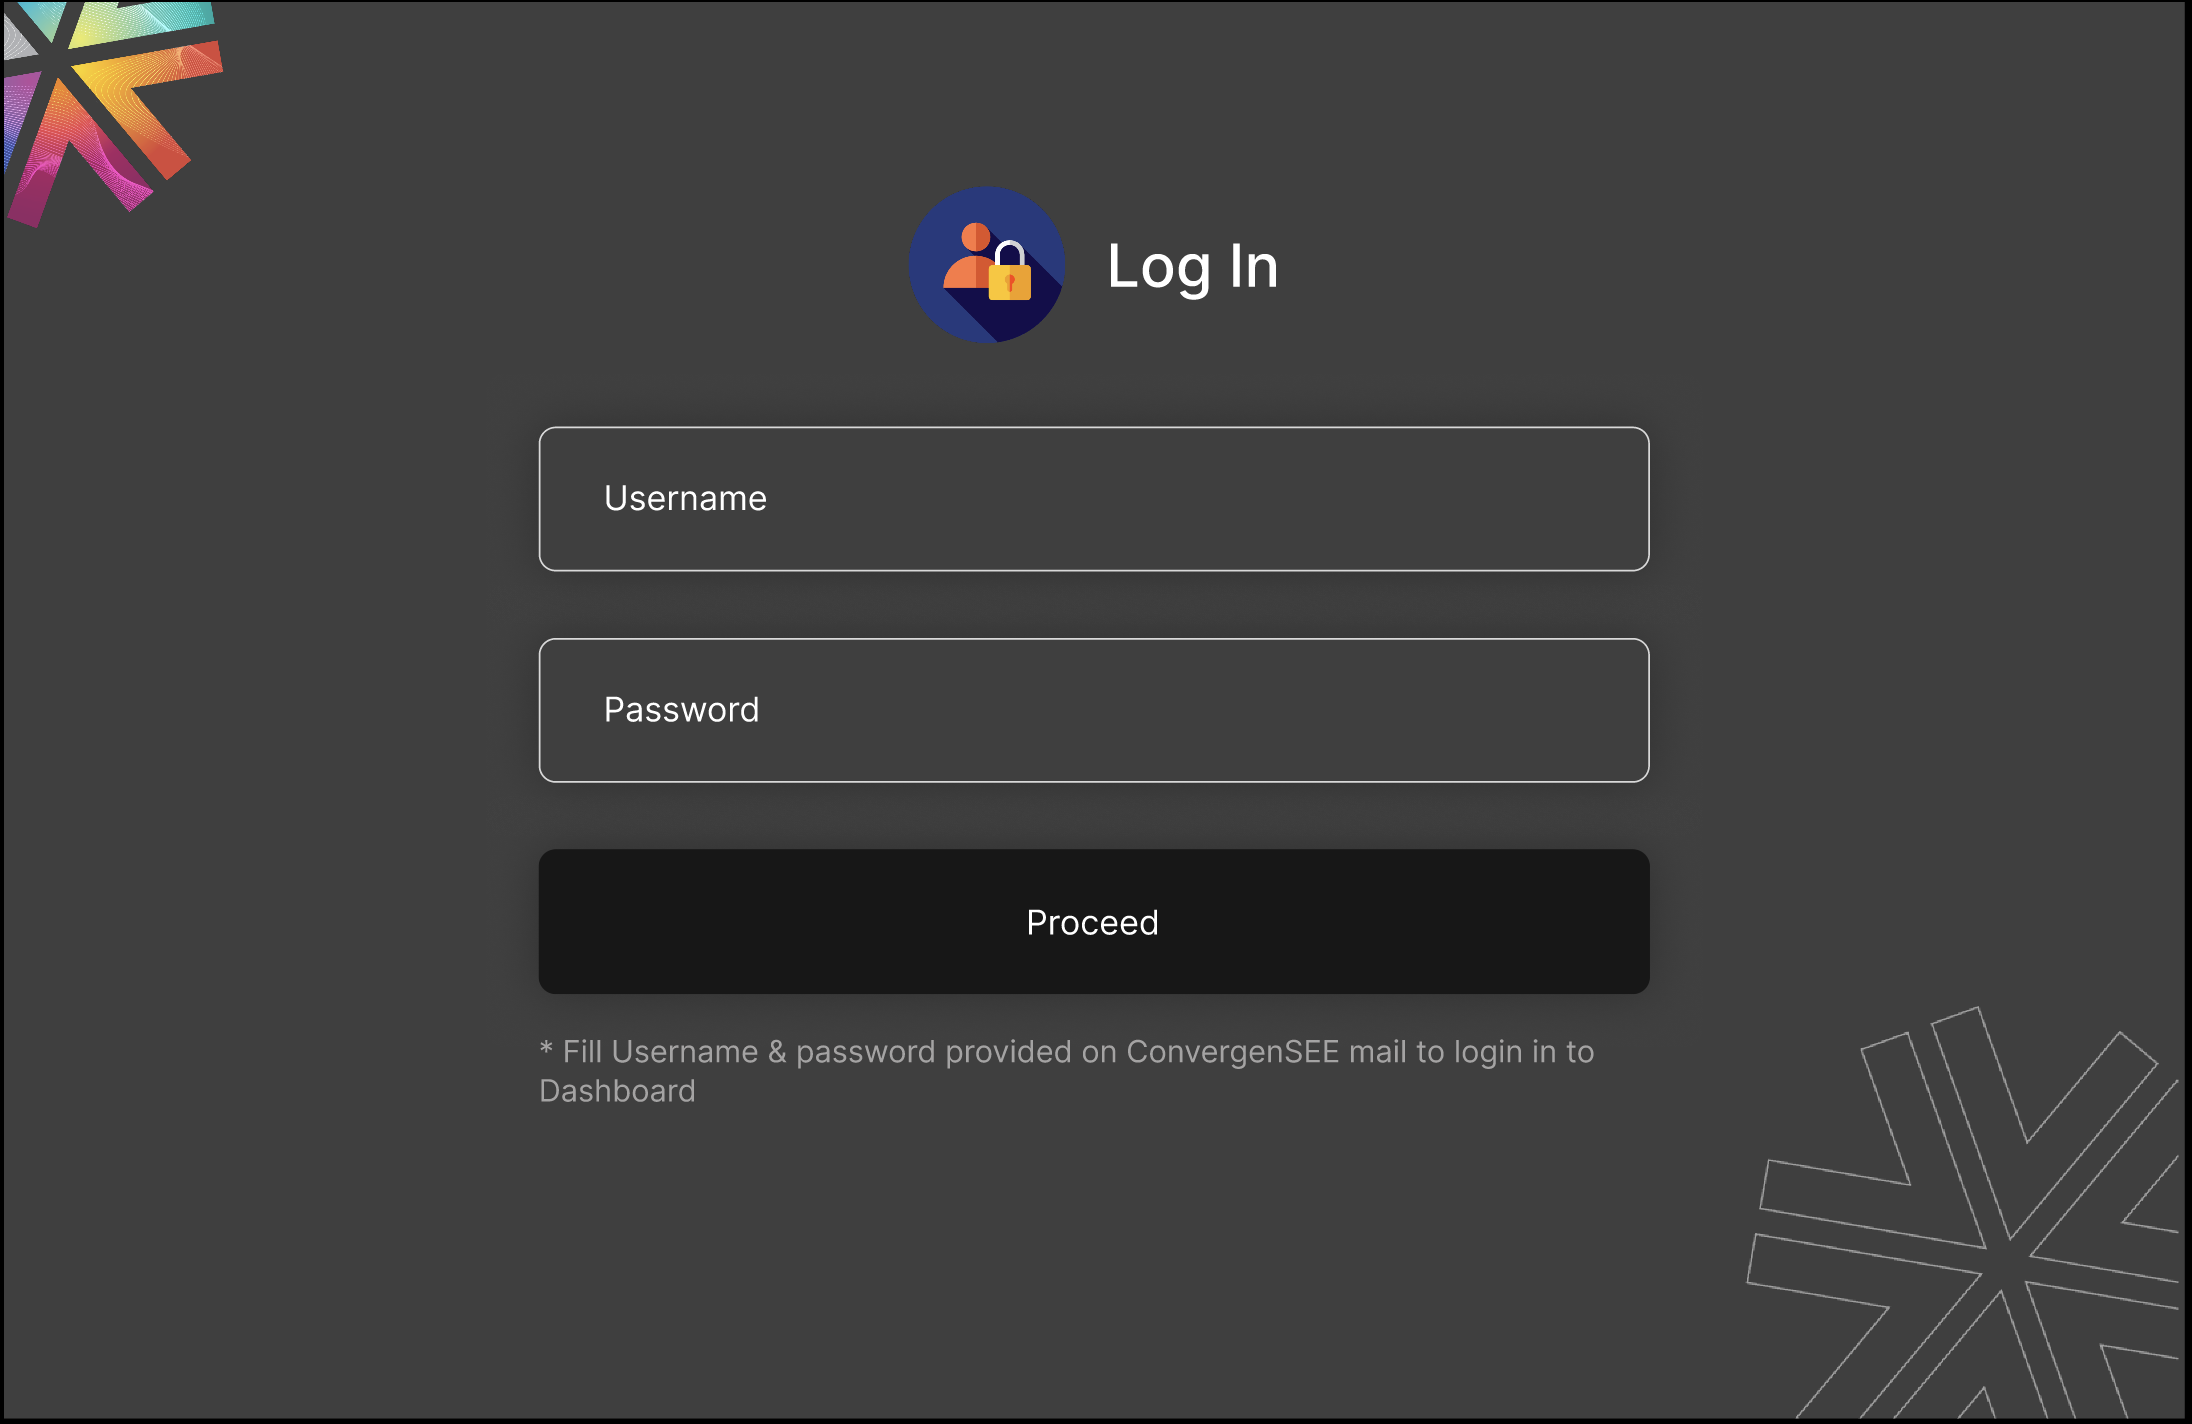 Log In
Username
Password
Proceed
* Fill Username & password provided on ConvergenSEE mail to login in to
Dashboard